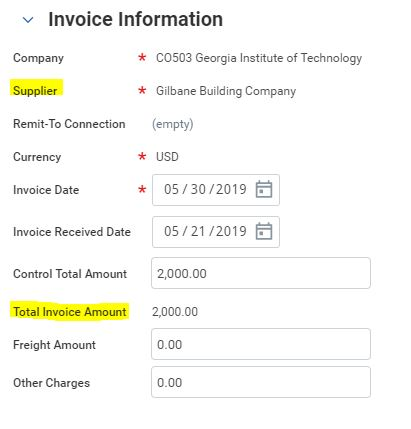 Invoice Information
Company * CO503 Georgia Institute of Technology
Supplier * Gilbane Building Company
Remit-To Connection (empty)
Currency * USD
Invoice Date * 05 / 30 / 2019
Invoice Received Date 05 / 21 / 2019
Control Total Amount 2,000.00
Total Invoice Amount 2,000.00
Freight Amount 0.00
Other Charges 0.00